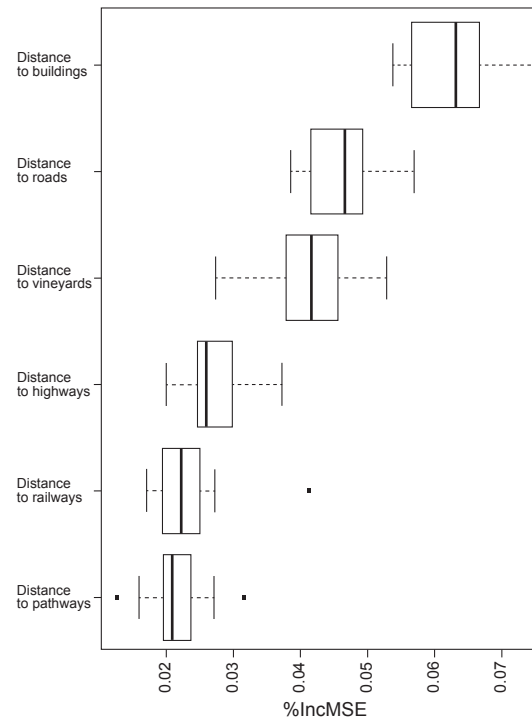 Distance
to buildings
Distance
to roads
Distance
to vineyards
Distance
to highways
Distance
to railways
Distance
to pathways
0.02
0.03
0.04
0.05
0.06
0.07
%IncMSE